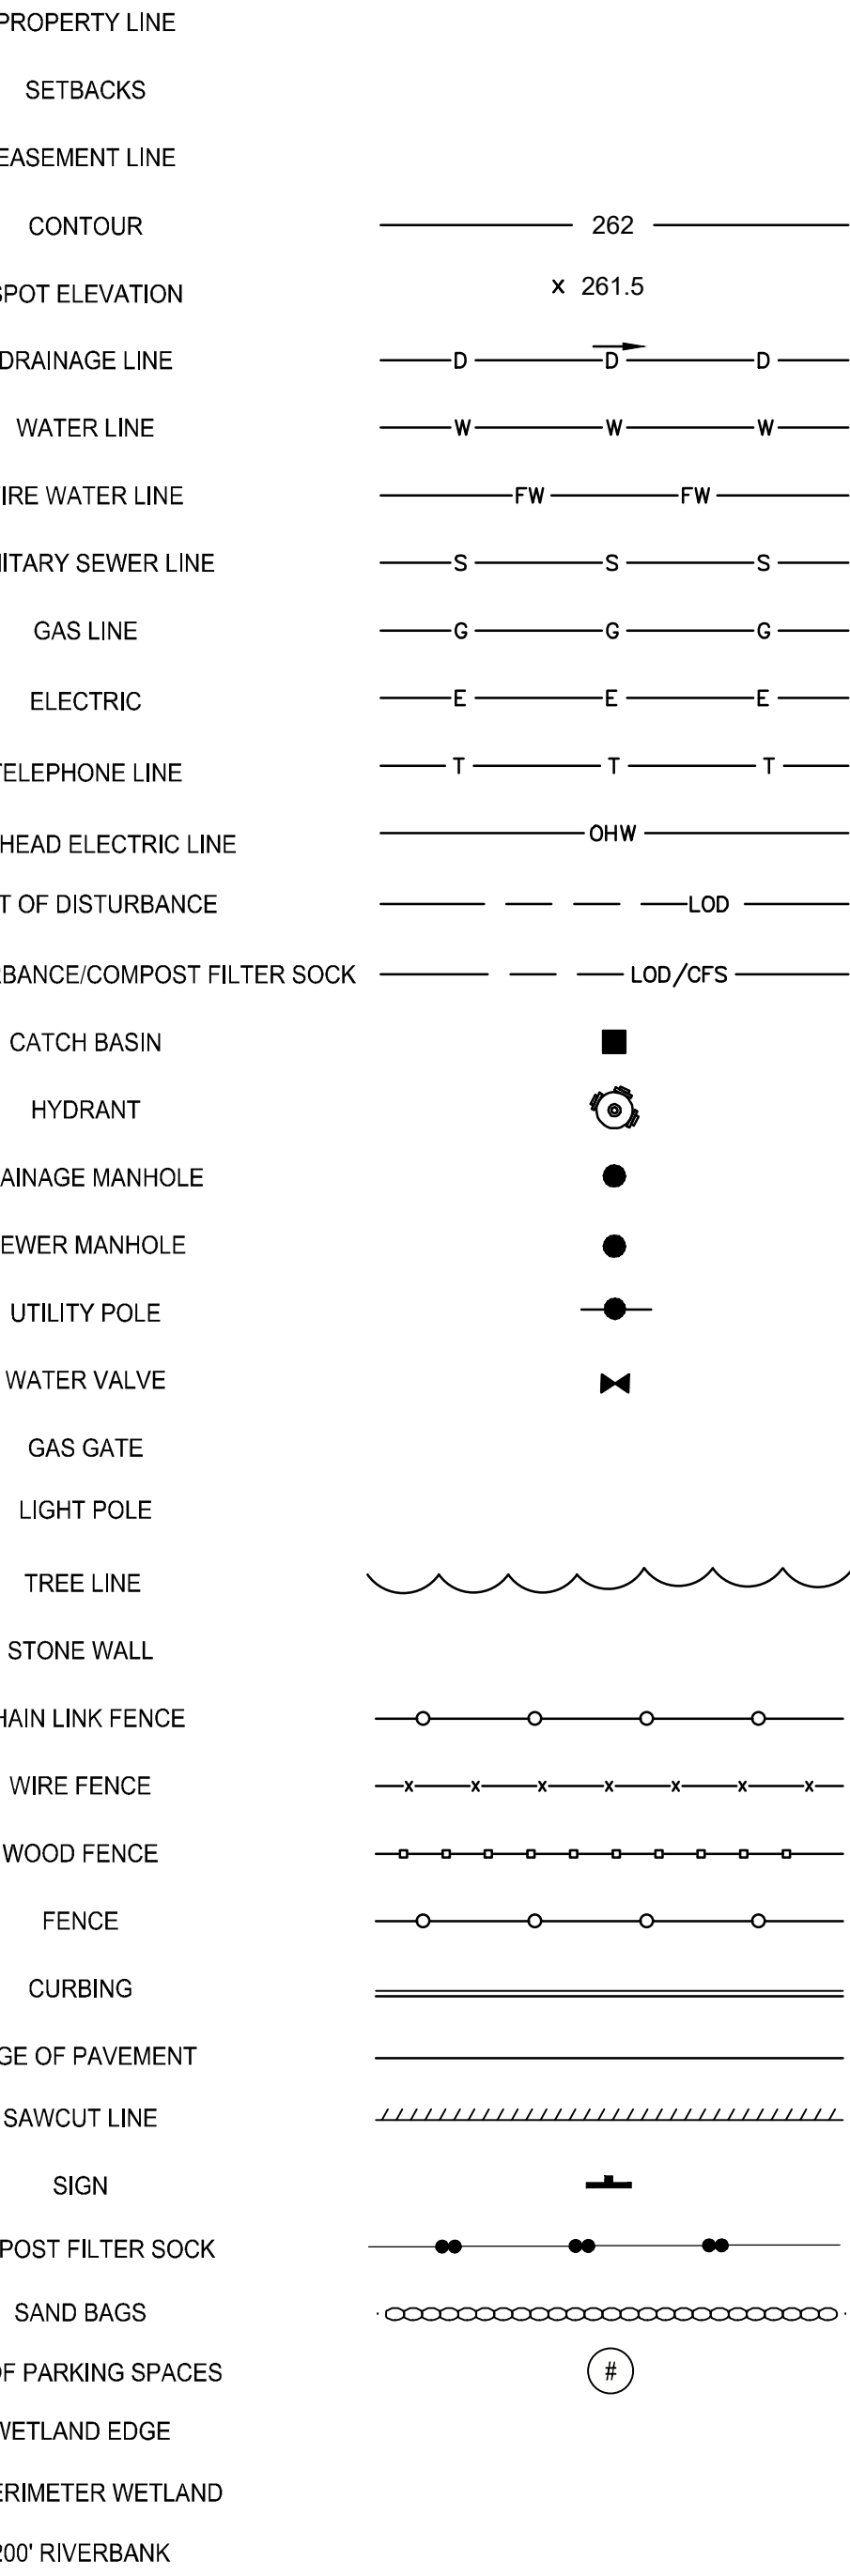 PROPERTY LINE
SETBACKS
EASEMENT LINE
CONTOUR 262
SPOT ELEVATION x 261.5
DRAINAGE LINE D D D
WATER LINE W W W
IRE WATER LINE FW FW
ITARY SEWER LINE S S S
GAS LINE G G G
ELECTRIC E E E
TELEPHONE LINE T T T
HEAD ELECTRIC LINE OHW
T OF DISTURBANCE LOD
RBANCE/COMPOST FILTER SOCK LOD/CFS
CATCH BASIN
HYDRANT
AINAGE MANHOLE
EWER MANHOLE
UTILITY POLE
WATER VALVE
GAS GATE
LIGHT POLE
TREE LINE
STONE WALL
HAIN LINK FENCE
WIRE FENCE x x x x x x x
WOOD FENCE
FENCE
CURBING
GE OF PAVEMENT
SAWCUT LINE
SIGN
POST FILTER SOCK
SAND BAGS
OF PARKING SPACES #
WETLAND EDGE
ERIMETER WETLAND
200' RIVERBANK